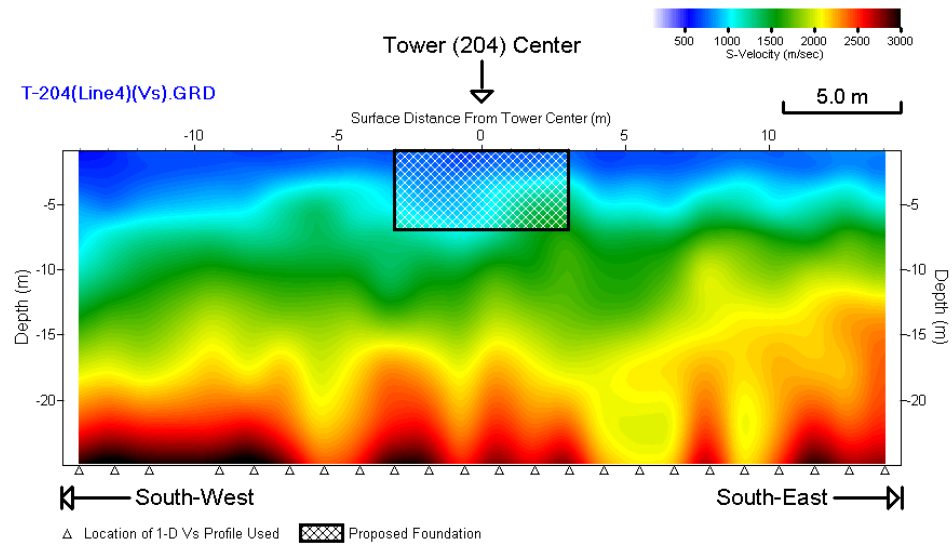 500 1000 1500 2000 2500 3000
S-Velocity (m/sec)
Tower (204) Center
T-204(Line4)(Vs).GRD
5.0 m
Surface Distance From Tower Center (m)
-10 -5 0 5 10
Depth (m)
-5
-10
-15
-20
Depth (m)
-5
-10
-15
-20
South-West
South-East
Location of 1-D Vs Profile Used
Proposed Foundation